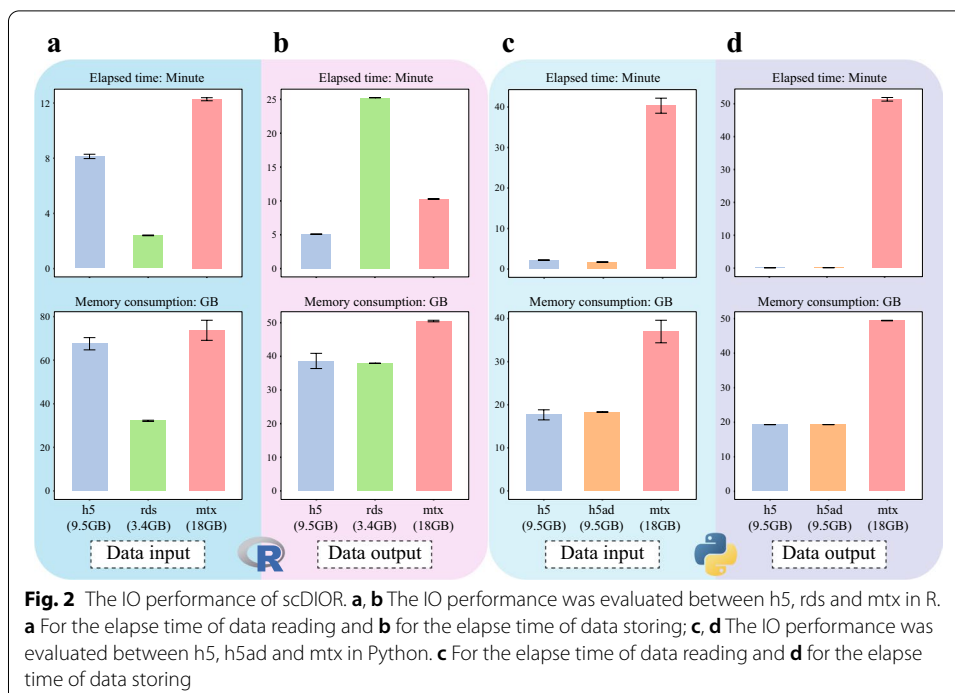 a
b
c
d
Elapsed time: Minute
12
8
4
0
Elapsed time: Minute
25
20
15
10
5
0
Elapsed time: Minute
40
30
20
10
0
Elapsed time: Minute
50
40
30
20
10
0
Memory consumption: GB
80
60
40
20
0
h5 rds mtx
(9.5GB) (3.4GB) (18GB)
Data input
R
Memory consumption: GB
50
40
30
20
10
0
h5 rds mtx
(9.5GB) (3.4GB) (18GB)
Data output
Memory consumption: GB
40
30
20
10
0
h5 h5ad mtx
(9.5GB) (9.5GB) (18GB)
Data input
Memory consumption: GB
50
40
30
20
10
0
h5 h5ad mtx
(9.5GB) (9.5GB) (18GB)
Data output
Fig. 2 The IO performance of scDIOR. a, b The IO performance was evaluated between h5, rds and mtx in R.
a For the elapse time of data reading and b for the elapse time of data storing; c, d The IO performance was
evaluated between h5, h5ad and mtx in Python. c For the elapse time of data reading and d for the elapse
time of data storing